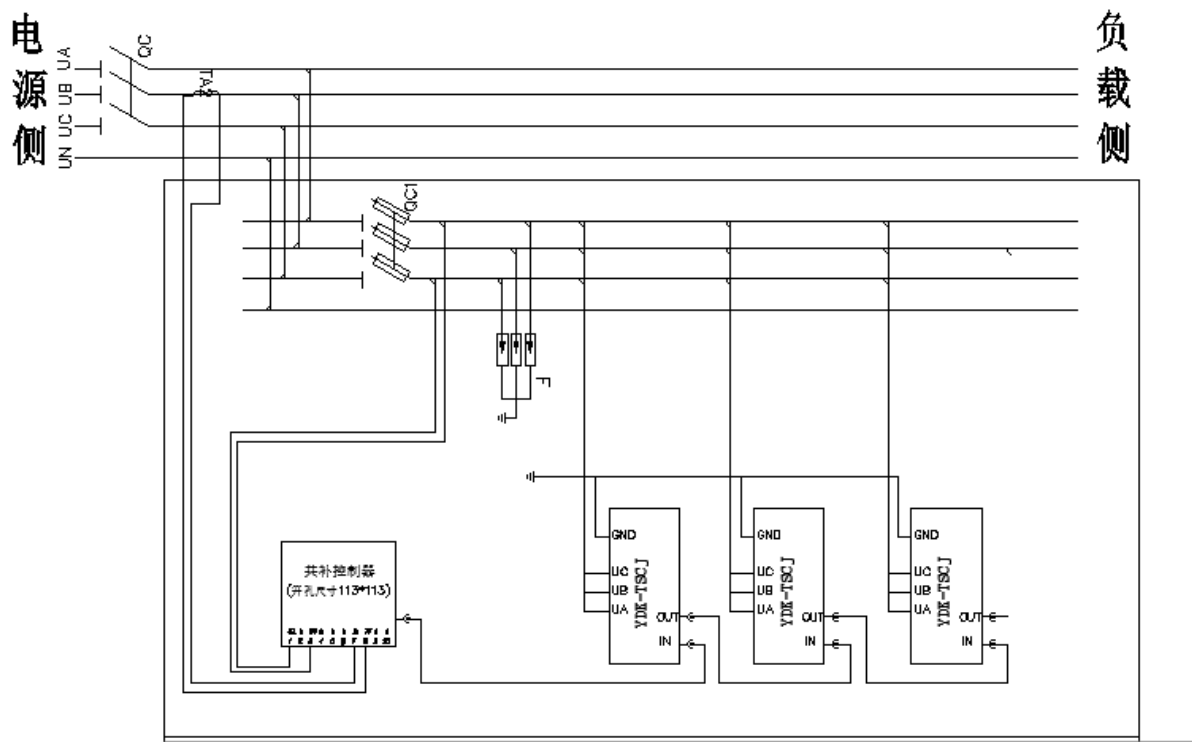 电源侧
负载侧
UA
UB
UC
UN
QC
TA2
QC1
F
共补控制器
(开孔尺寸113*113)
GND
UC
UB
UA
YDK-TSCJ
OUT
IN
GND
UC
UB
UA
YDK-TSCJ
OUT
IN
GND
UC
UB
UA
YDK-TSCJ
OUT
IN